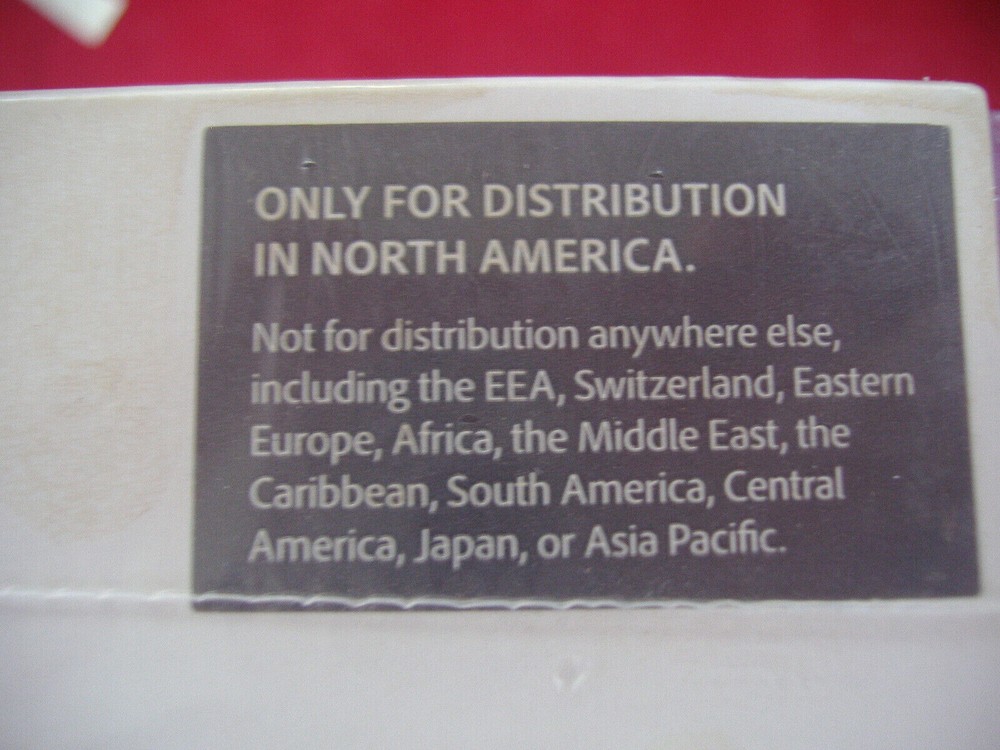 ONLY FOR DISTRIBUTION
IN NORTH AMERICA.
Not for distribution anywhere else,
including the EEA, Switzerland, Eastern
Europe, Africa, the Middle East, the
Caribbean, South America, Central
America, Japan, or Asia Pacific.